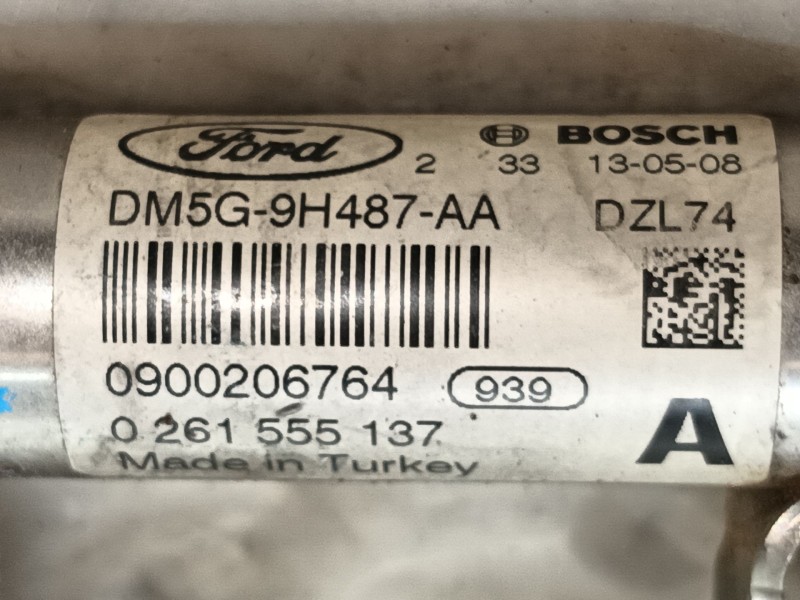 Ford 2 33 BOSCH 13-05-08
DM5G-9H487-AA DZL74
0900206764 939
0 261 555 137 A
Made in Turkey